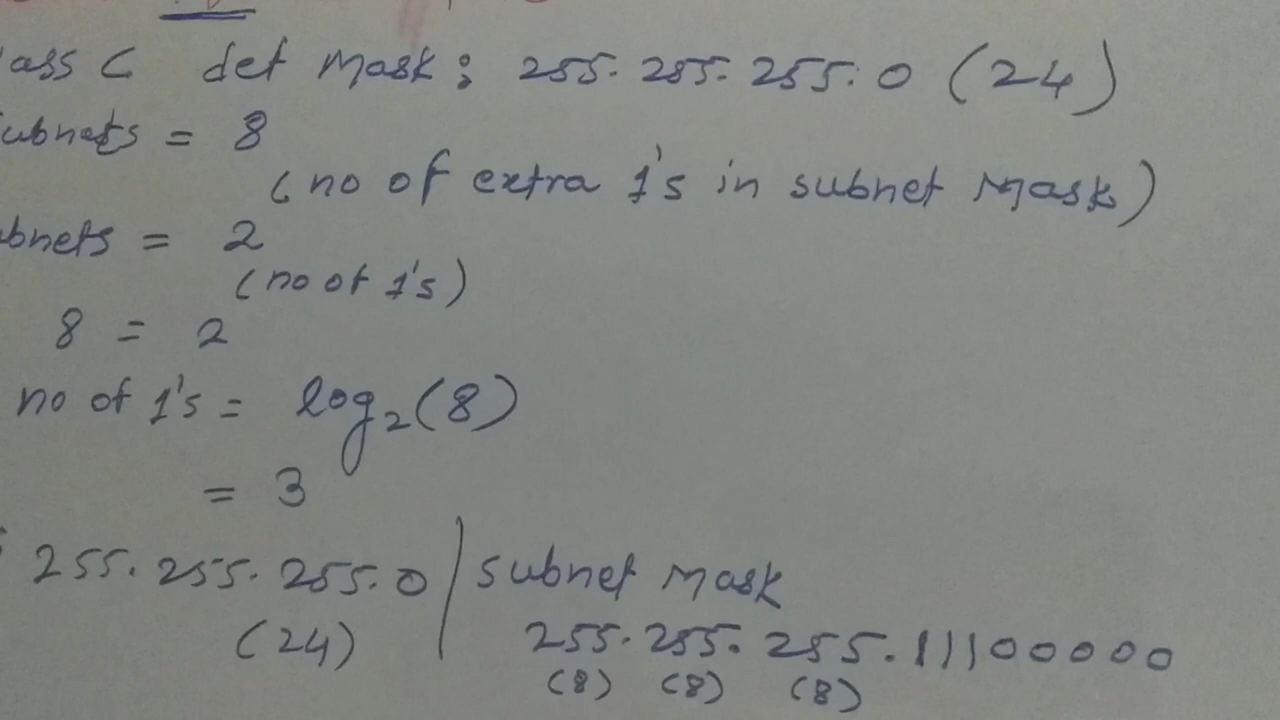 ass C def Mask: 255.255.255.0 (24)
ubnets = 8
(no of extra 1's in subnet Mask)
bnets = 2
(no of 1's)
8 = 2
no of 1's = log2(8)
= 3
255.255.255.0 | subnet Mask
(24) 255.255.255.11100000
(8) (8) (8)